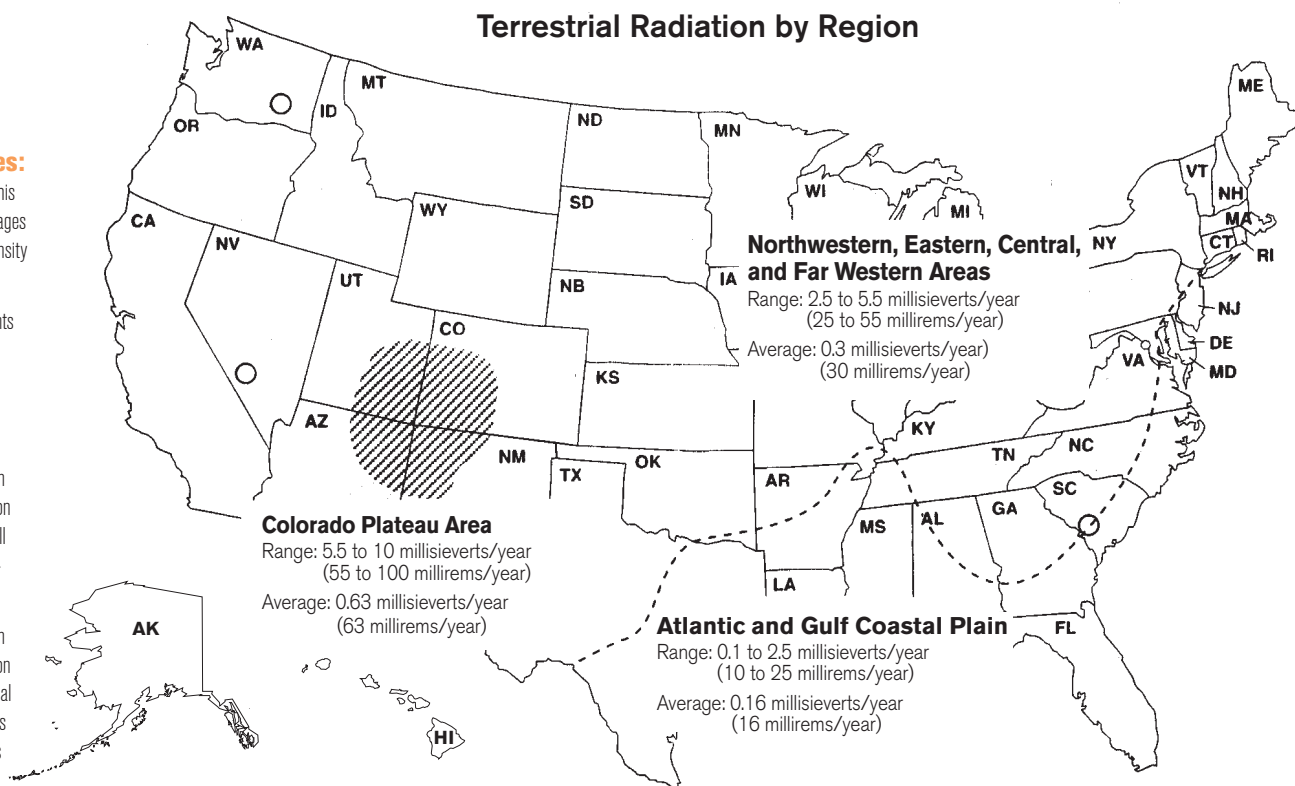 Terrestrial Radiation by Region
es:
his
ages
nsity
nts
n
on
ll
n
on
al
s
s
WA
MT
ME
ID
ND
MN
OR
VT
WI
NH
SD
WY
MI
MA
CA
NV
NY
CT
RI
Northwestern, Eastern, Central,
and Far Western Areas
UT
IA
NB
Range: 2.5 to 5.5 millisieverts/year
(25 to 55 millirems/year)
NJ
CO
DE
Average: 0.3 millisieverts/year)
(30 millirems/year)
VA
MD
KS
AZ
KY
NC
TN
NM
OK
TX
AR
SC
GA
Colorado Plateau Area
Range: 5.5 to 10 millisieverts/year
(55 to 100 millirems/year)
Average: 0.63 millisieverts/year
(63 millirems/year)
MS
AL
LA
AK
Atlantic and Gulf Coastal Plain
FL
Range: 0.1 to 2.5 millisieverts/year
(10 to 25 millirems/year)
Average: 0.16 millisieverts/year
(16 millirems/year)
HI